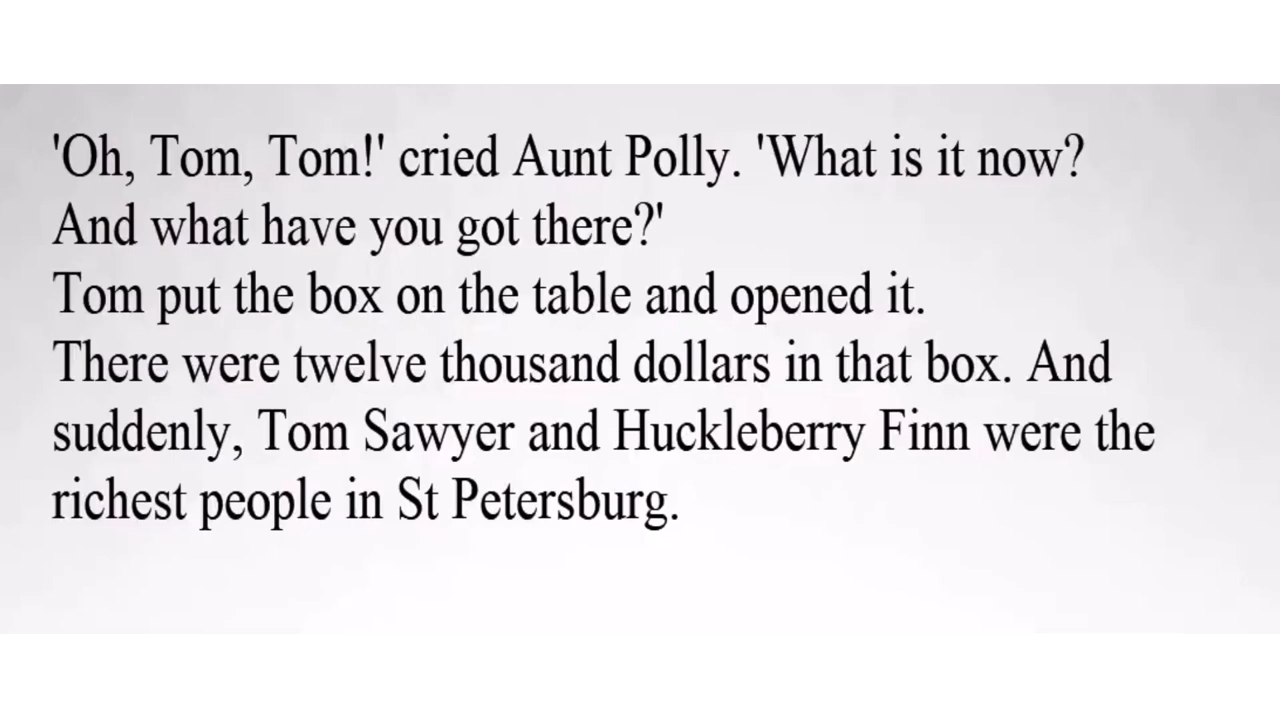 'Oh, Tom, Tom!' cried Aunt Polly. 'What is it now?
And what have you got there?'
Tom put the box on the table and opened it.
There were twelve thousand dollars in that box. And
suddenly, Tom Sawyer and Huckleberry Finn were the
richest people in St Petersburg.